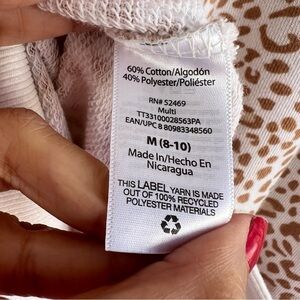 60% Cotton/Algodón
40% Polyester/Poliéster
RN# 52469
Multi
TT33100028563PA
EAN/UPC 8 80983348560
M (8-10)
Made In/Hecho En
Nicaragua
THIS LABEL YARN IS MADE
OUT OF 100% RECYCLED
POLYESTER MATERIALS